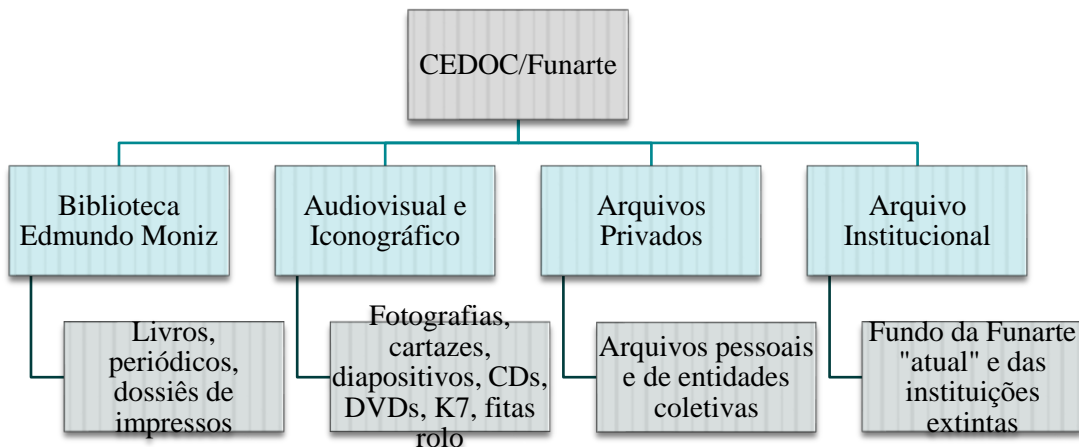 CEDOC/Funarte
Biblioteca
Edmundo Moniz
Audiovisual e
Iconográfico
Arquivos
Privados
Arquivo
Institucional
Livros,
periódicos,
dossiês de
impressos
Fotografias,
cartazes,
diapositivos, CDs,
DVDs, K7, fitas
rolo
Arquivos pessoais
e de entidades
coletivas
Fundo da Funarte
"atual" e das
instituições
extintas